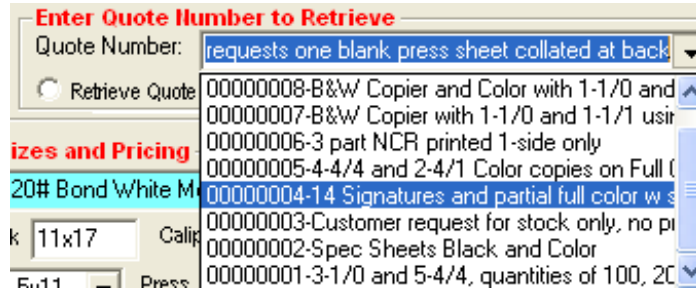 Enter Quote Number to Retrieve
Quote Number: requests one blank press sheet collated at back
Retrieve Quote
00000008-B&W Copier and Color with 1-1/0 and
00000007-B&W Copier with 1-1/0 and 1-1/1 usin
00000006-3 part NCR printed 1-side only
00000005-4-4/4 and 2-4/1 Color copies on Full
00000004-14 Signatures and partial full color w s
00000003-Customer request for stock only, no pr
00000002-Spec Sheets Black and Color
00000001-3-1/0 and 5-4/4, quantities of 100, 20
izes and Pricing
20# Bond White M
k 11x17 Calip
5x11 Press